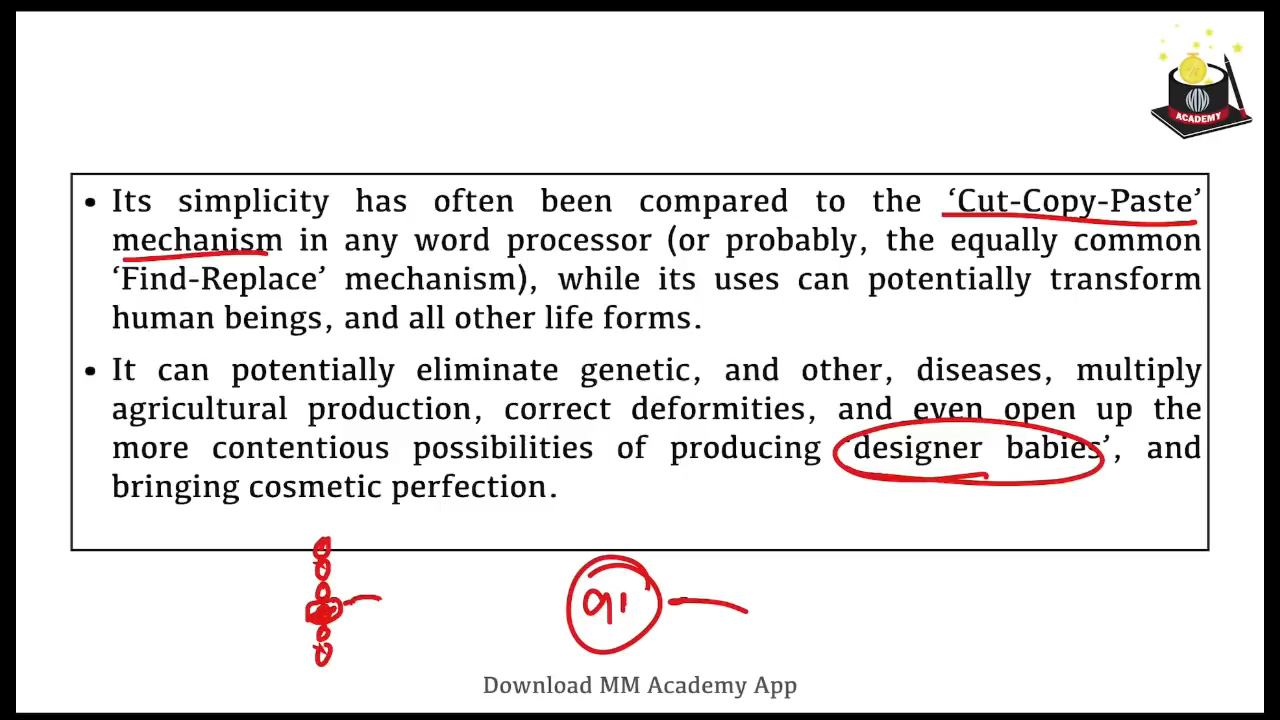 ACADEMY
• Its simplicity has often been compared to the ‘Cut-Copy-Paste’
mechanism in any word processor (or probably, the equally common
‘Find-Replace’ mechanism), while its uses can potentially transform
human beings, and all other life forms.
• It can potentially eliminate genetic, and other, diseases, multiply
agricultural production, correct deformities, and even open up the
more contentious possibilities of producing ‘designer babies’, and
bringing cosmetic perfection.
Download MM Academy App